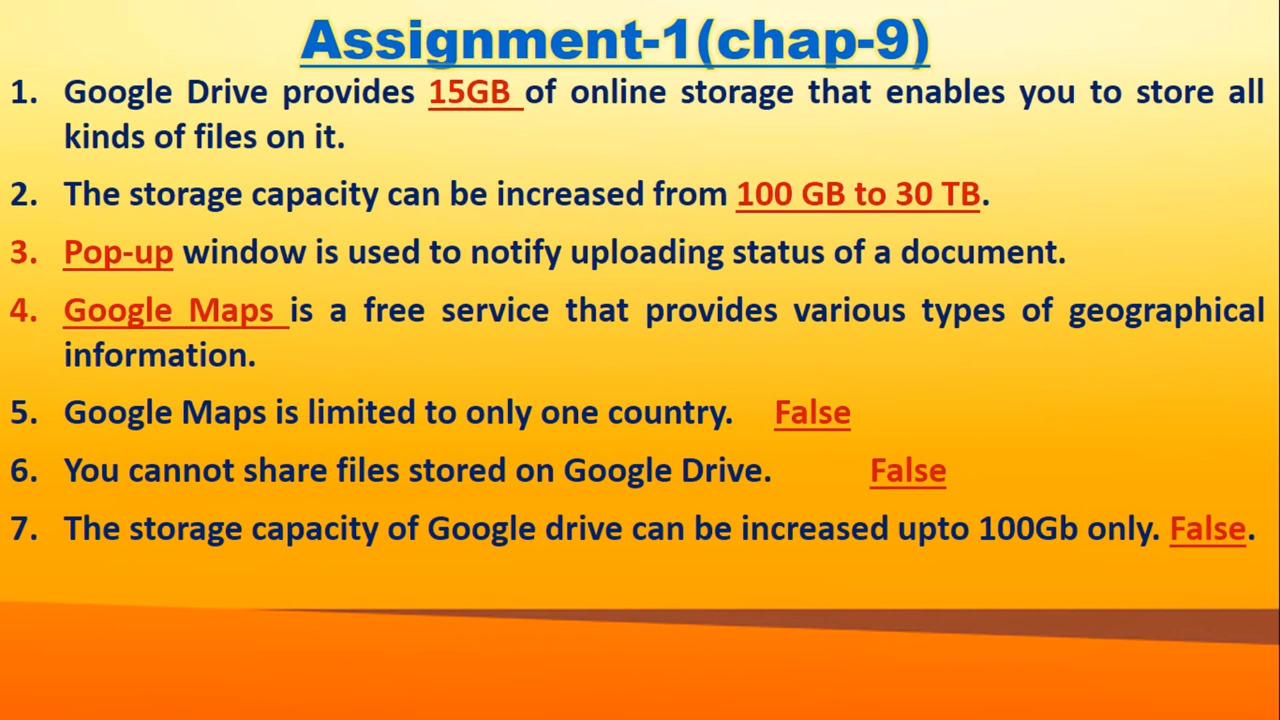 Assignment-1(chap-9)
1. Google Drive provides 15GB of online storage that enables you to store all
kinds of files on it.
2. The storage capacity can be increased from 100 GB to 30 TB.
3. Pop-up window is used to notify uploading status of a document.
4. Google Maps is a free service that provides various types of geographical
information.
5. Google Maps is limited to only one country. False
6. You cannot share files stored on Google Drive. False
7. The storage capacity of Google drive can be increased upto 100Gb only. False.